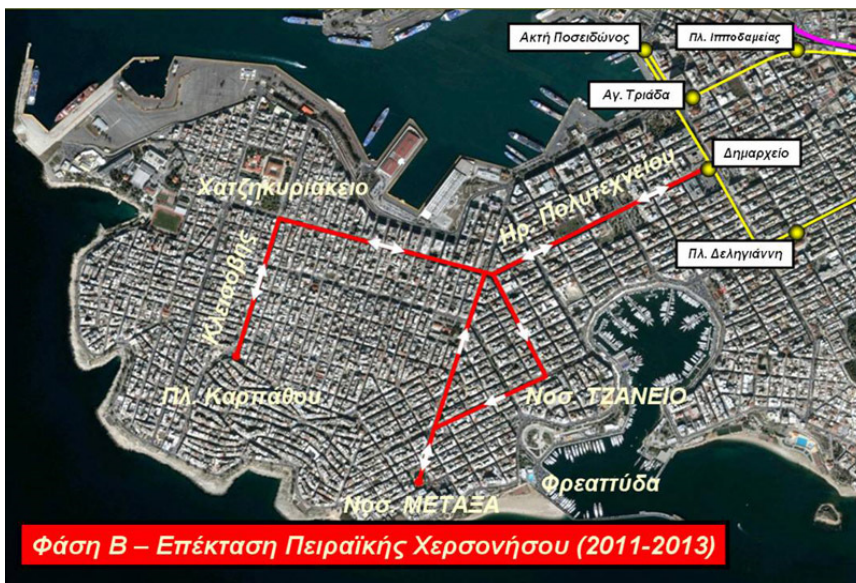 Ακτή Ποσειδώνος
Πλ. Ιπποδαμείας
Αγ. Τριάδα
Δημαρχείο
Ηρ. Πολυτεχνείου
Χατζηκυριάκειο
Κλεισόβης
Πλ. Δεληγιάννη
Πλ. Καρπάθου
Νοσ. ΤΖΑΝΕΙΟ
Φρεαττύδα
Νοσ. ΜΕΤΑΞΑ
Φάση Β – Επέκταση Πειραϊκής Χερσονήσου (2011-2013)